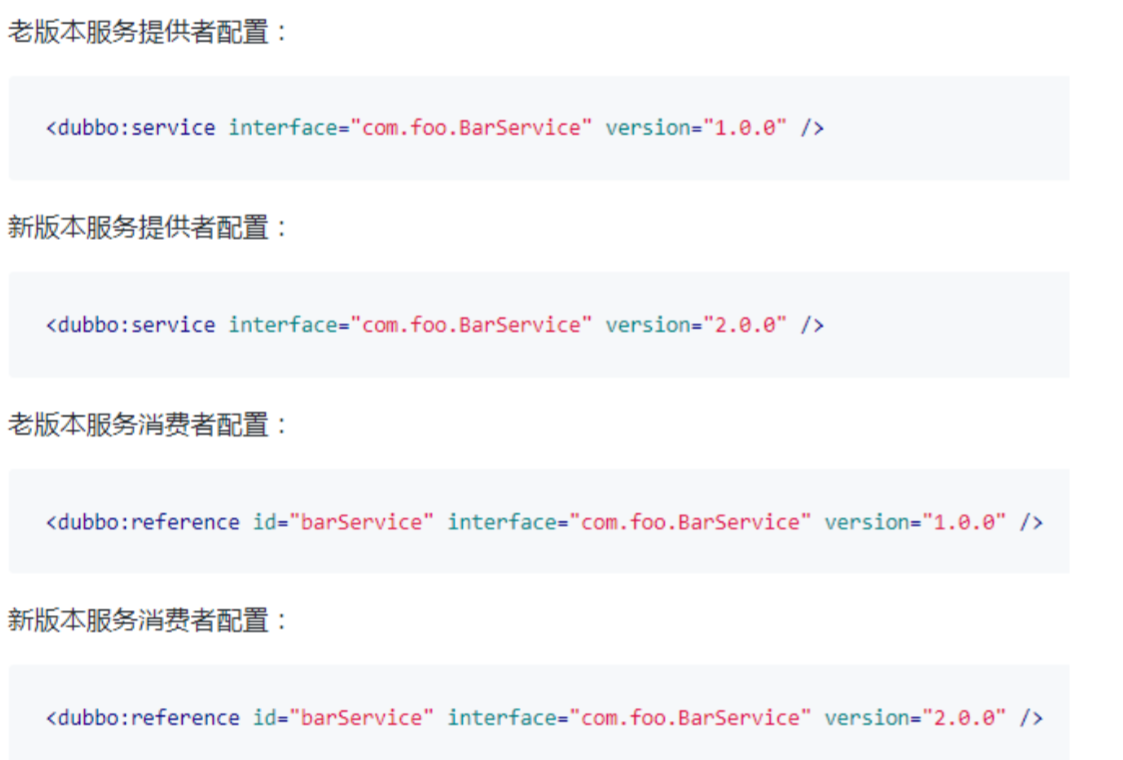 老版本服务提供者配置：
<dubbo:service interface="com.foo.BarService" version="1.0.0" />
新版本服务提供者配置：
<dubbo:service interface="com.foo.BarService" version="2.0.0" />
老版本服务消费者配置：
<dubbo:reference id="barService" interface="com.foo.BarService" version="1.0.0" />
新版本服务消费者配置：
<dubbo:reference id="barService" interface="com.foo.BarService" version="2.0.0" />